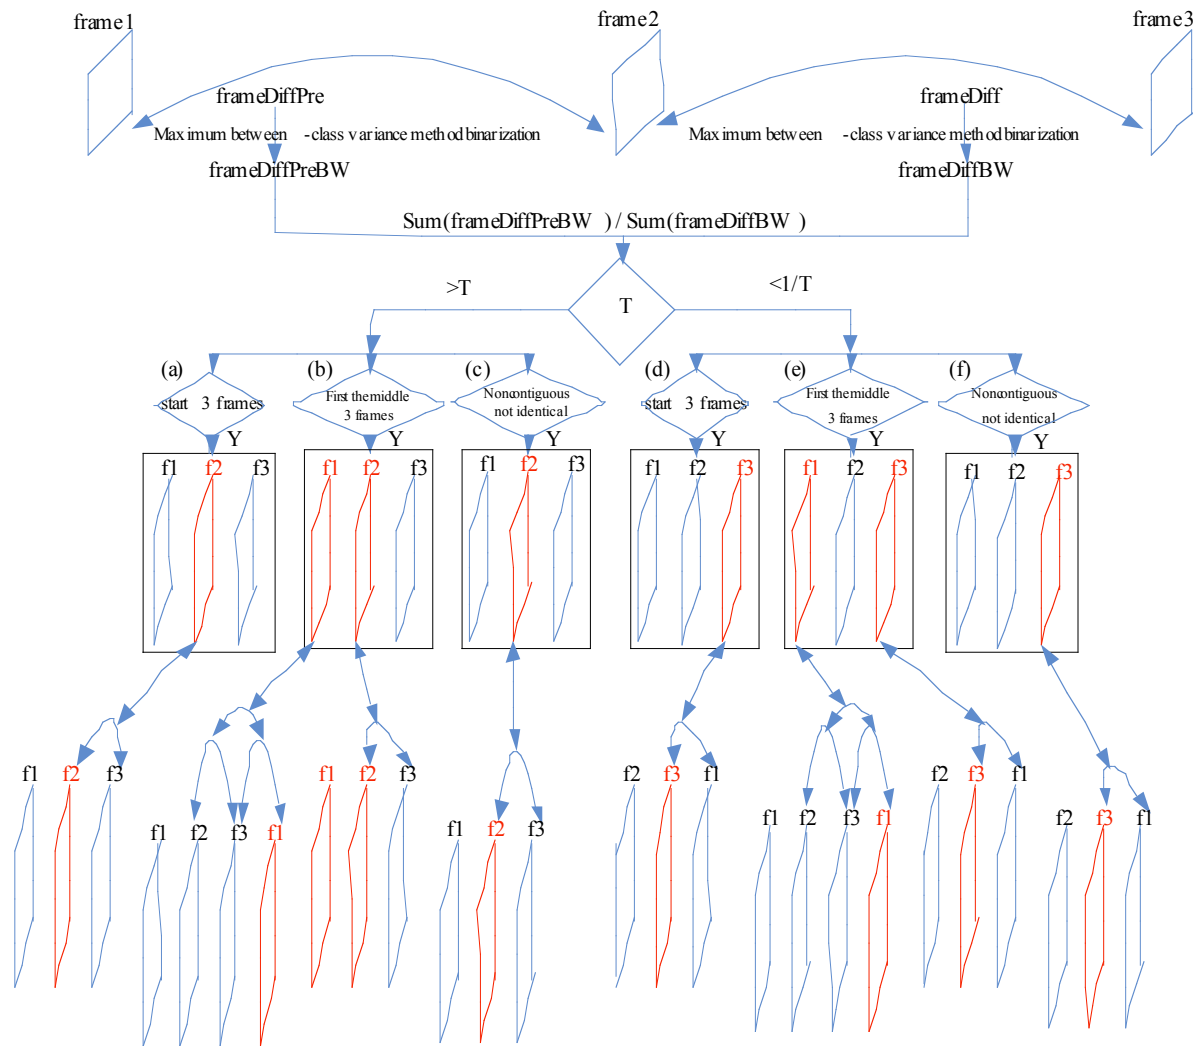 frame1 frame2 frame3
frameDiffPre frameDiff
Maximum between -class variance method binarization Maximum between -class variance method binarization
frameDiffPreBW frameDiffBW
Sum(frameDiffPreBW ) / Sum(frameDiffBW )
>T <1/T
T
(a) (b) (c) (d) (e) (f)
start 3 frames
First the middle
3 frames
Noncontiguous
not identical
start 3 frames
First the middle
3 frames
Noncontiguous
not identical
Y Y Y Y Y Y
f1 f2 f3 f1 f2 f3 f1 f2 f3 f1 f2 f3 f1 f2 f3 f1 f2 f3
f1 f2 f3 f1 f2 f3 f2 f3 f1 f2 f3 f1
f1 f2 f3 f1 f1 f2 f3 f1 f2 f3 f1 f2 f3 f1